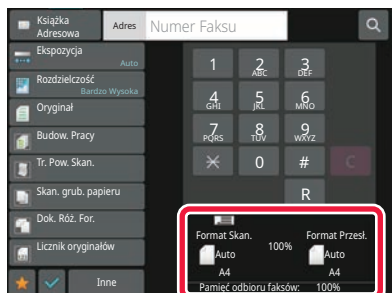 Książka
Adresowa
Adres
Numer Faksu
Ekspozycja
Auto
Rozdzielczość
Bardzo Wysoka
Oryginał
Budow. Pracy
Tr. Pow. Skan.
Skan. grub. papieru
Dok. Róż. For.
Licznik oryginałów
Inne
1
2 ABC
3 DEF
4 GHI
5 JKL
6 MNO
7 PQRS
8 TUV
9 WXYZ
0
#
C
R
Format Skan.
100%
Format Przesł.
Auto
Auto
A4
A4
Pamięć odbioru faksów: 100%